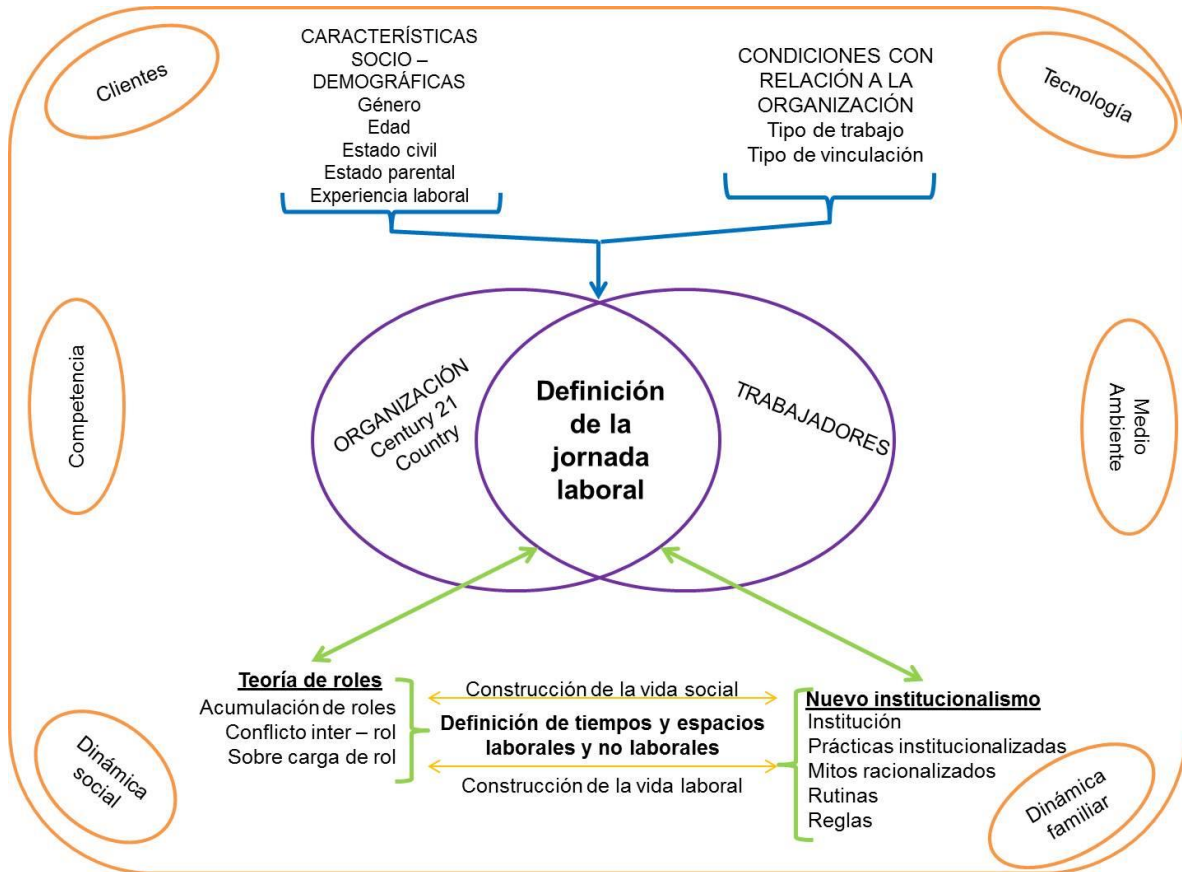 Clientes
CARACTERÍSTICAS
SOCIO –
DEMOGRÁFICAS
Género
Edad
Estado civil
Estado parental
Experiencia laboral
CONDICIONES CON
RELACIÓN A LA
ORGANIZACIÓN
Tipo de trabajo
Tipo de vinculación
Tecnología
Competencia
ORGANIZACIÓN
Century 21
Country
Definición
de la
jornada
laboral
TRABAJADORES
Medio
Ambiente
Teoría de roles
Acumulación de roles
Conflicto inter – rol
Sobre carga de rol
Construcción de la vida social
Definición de tiempos y espacios
laborales y no laborales
Construcción de la vida laboral
Nuevo institucionalismo
Institución
Prácticas institucionalizadas
Mitos racionalizados
Rutinas
Reglas
Dinámica
social
Dinámica
familiar